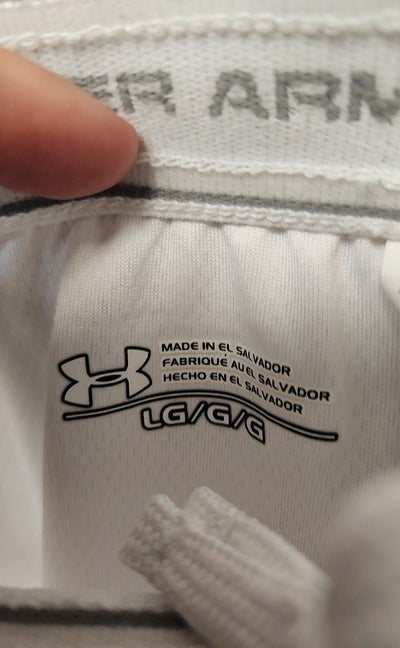 ER ARM
MADE IN EL SALVADOR
FABRIQUÉ AU EL SALVADOR
HECHO EN EL SALVADOR
LG/G/G